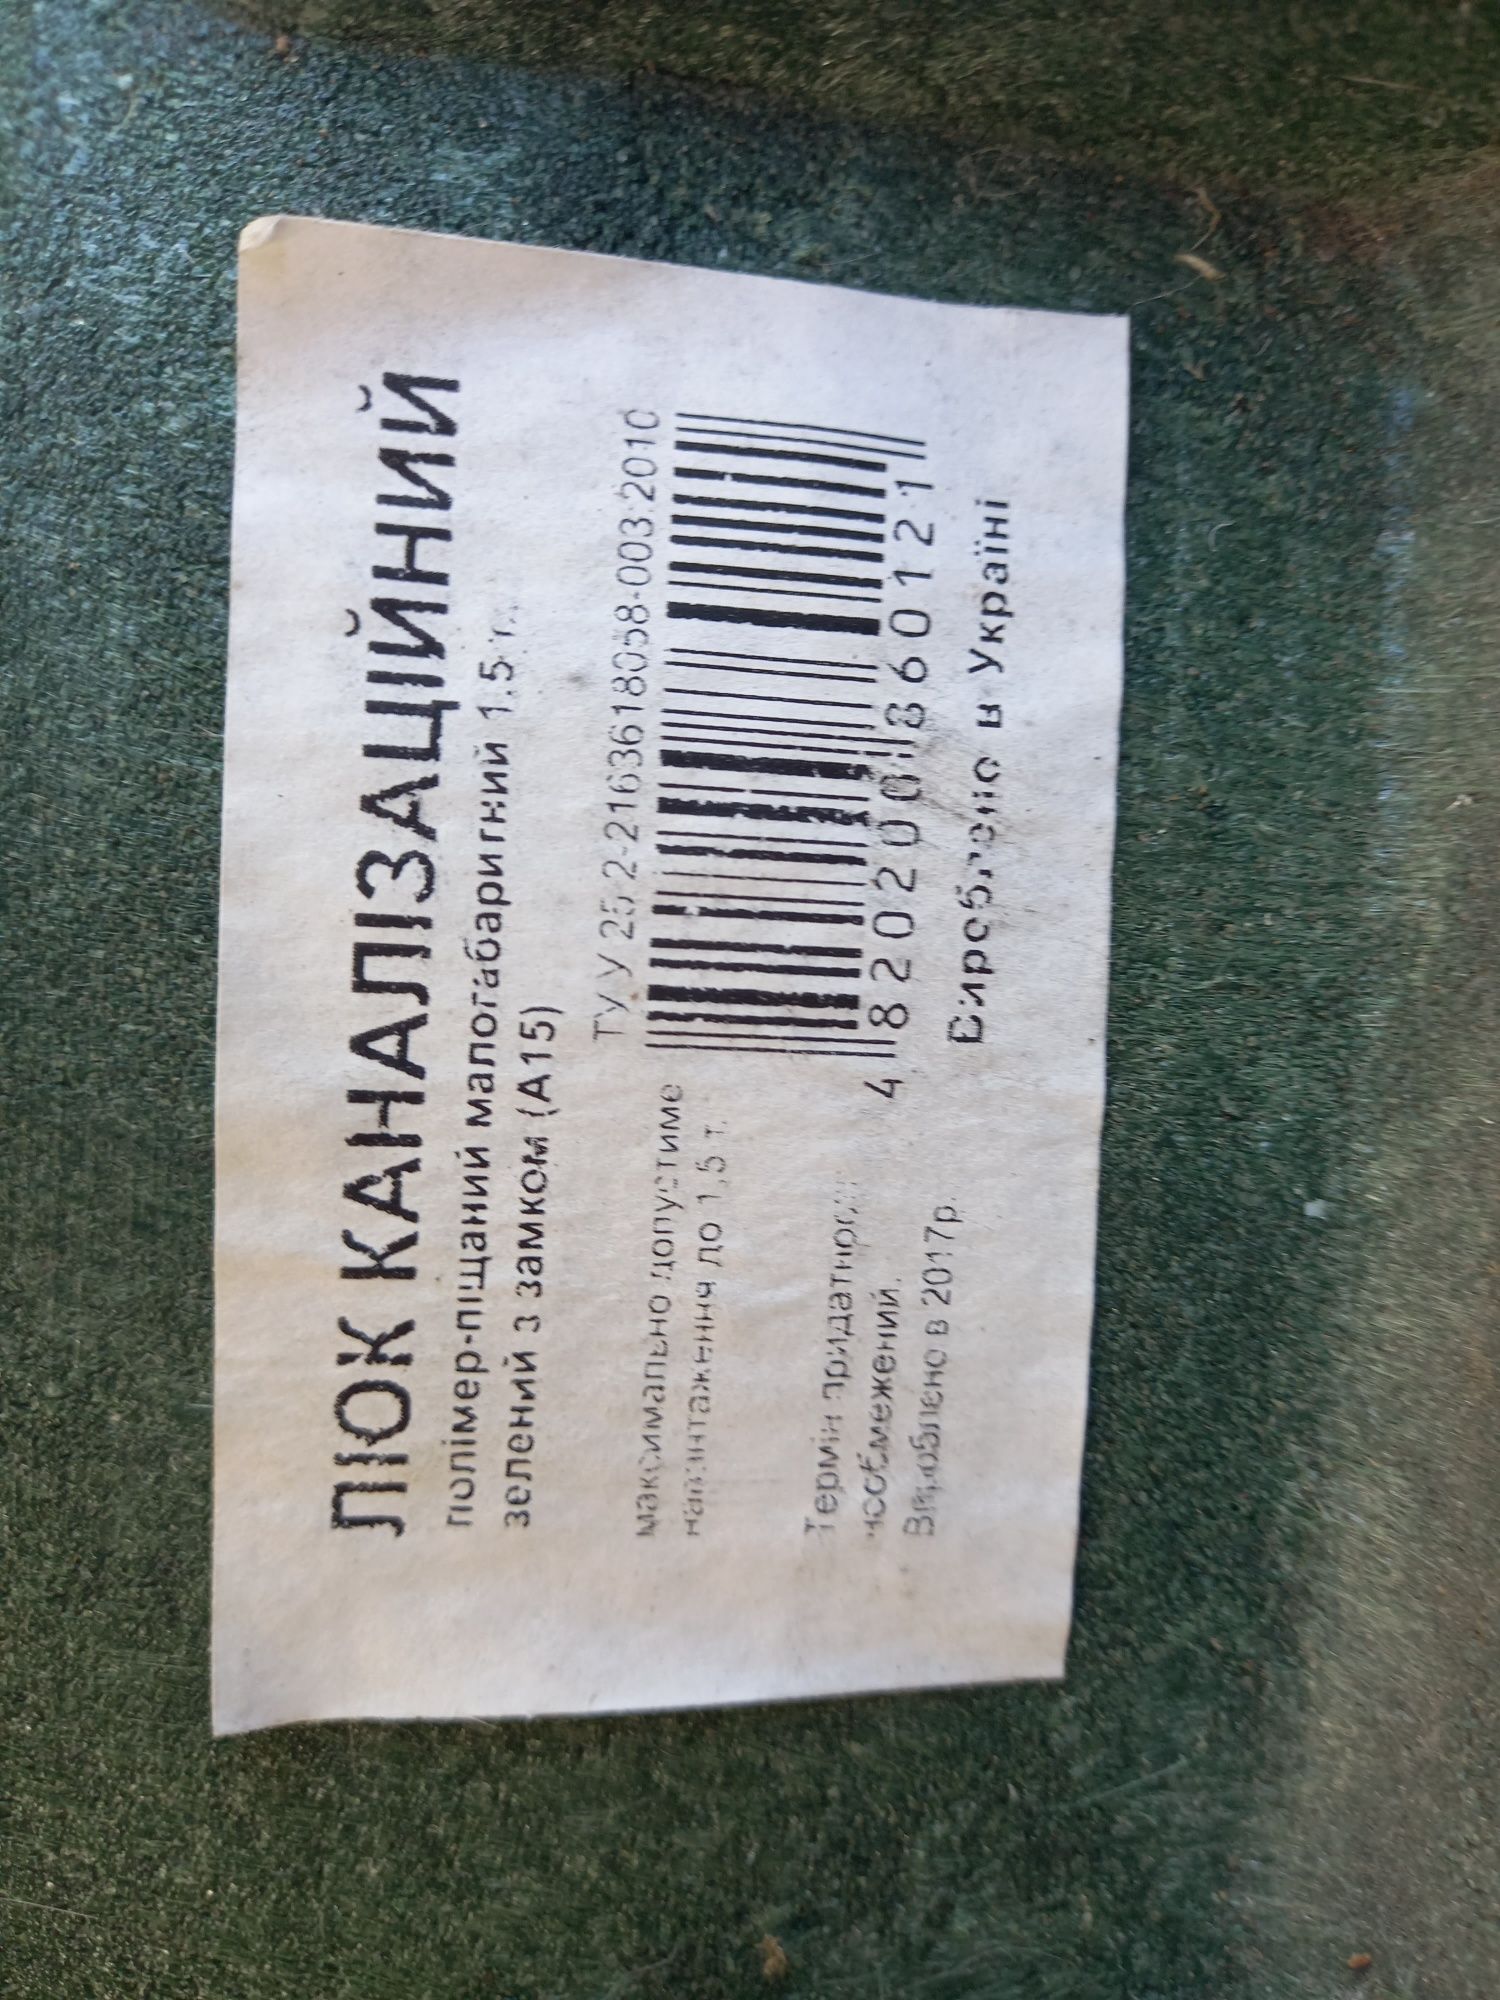 ЛЮК КАНАЛІЗАЦІЙНИЙ
полімер-піщаний малогабаритний 1.5 т.
зелений з замком (А15)
ТУ У 25.2-2163618058-003:2010
максимально допустиме
навантаження до 1,5 т.
4 820200 860121
Термін придатності
необмежений.
Вироблено в 2017р.
Вироблено в Україні